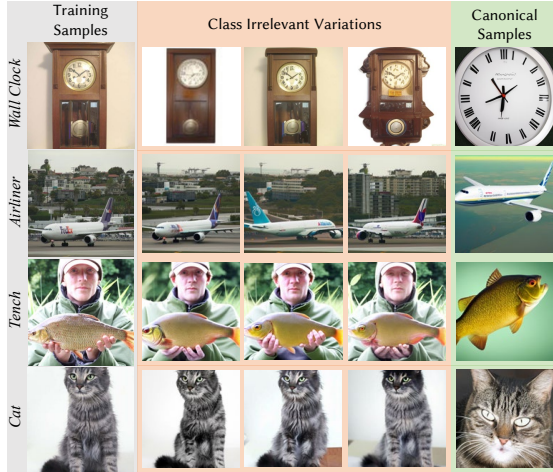 Training
Samples
Class Irrelevant Variations
Canonical
Samples
Wall Clock
Airliner
Tench
Cat